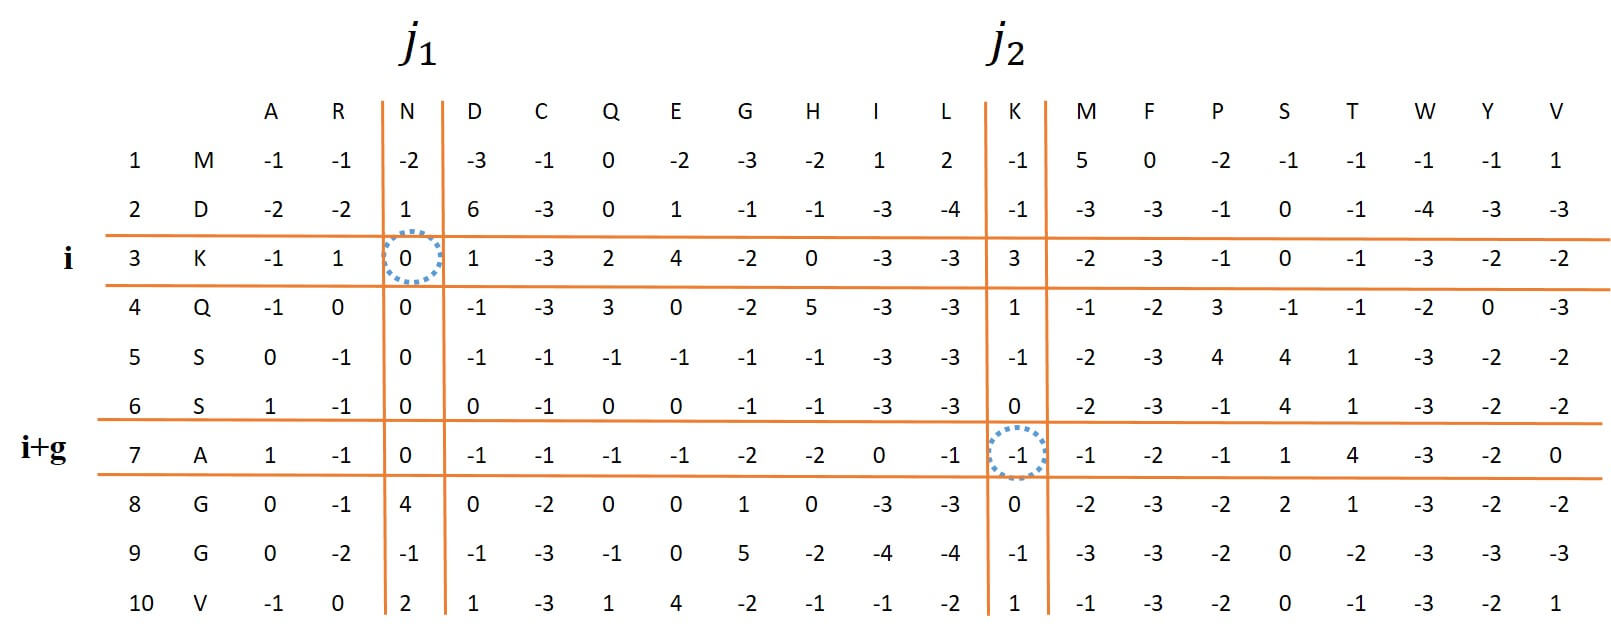 j1 j2
A R N D C Q E G H I L K M F P S T W Y V
1 M -1 -1 -2 -3 -1 0 -2 -3 -2 1 2 -1 5 0 -2 -1 -1 -1 -1 1
2 D -2 -2 1 6 -3 0 1 -1 -1 -3 -4 -1 -3 -3 -1 0 -1 -4 -3 -3
i 3 K -1 1 0 1 -3 2 4 -2 0 -3 -3 3 -2 -3 -1 0 -1 -3 -2 -2
4 Q -1 0 0 -1 -3 3 0 -2 5 -3 -3 1 -1 -2 3 -1 -1 -2 0 -3
5 S 0 -1 0 -1 -1 -1 -1 -1 -1 -3 -3 -1 -2 -3 4 4 1 -3 -2 -2
6 S 1 -1 0 0 -1 0 0 -1 -1 -3 -3 0 -2 -3 -1 4 1 -3 -2 -2
i+g 7 A 1 -1 0 -1 -1 -1 -1 -2 -2 0 -1 -1 -1 -2 -1 1 4 -3 -2 0
8 G 0 -1 4 0 -2 0 0 1 0 -3 -3 0 -2 -3 -2 2 1 -3 -2 -2
9 G 0 -2 -1 -1 -3 -1 0 5 -2 -4 -4 -1 -3 -3 -2 0 -2 -3 -3 -3
10 V -1 0 2 1 -3 1 4 -2 -1 -1 -2 1 -1 -3 -2 0 -1 -3 -2 1